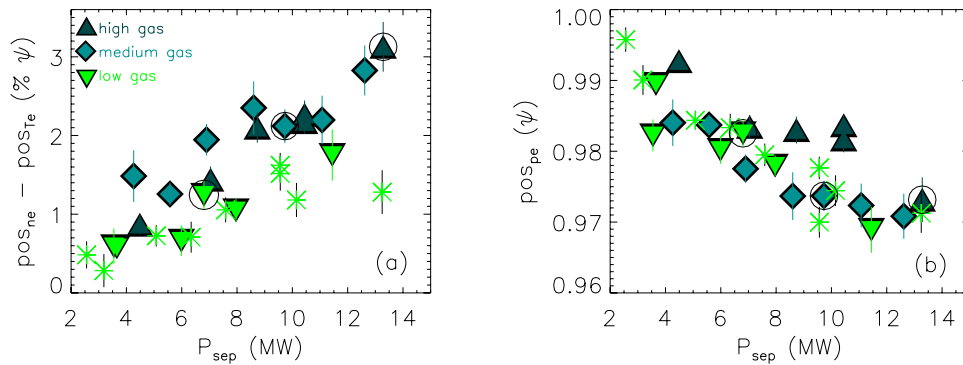 high gas
medium gas
low gas
3
2
1
0
pos_ne − pos_Te (% ψ)
(a)
2 4 6 8 10 12 14
P_sep (MW)
1.00
0.99
0.98
0.97
0.96
pos_pe (ψ)
(b)
2 4 6 8 10 12 14
P_sep (MW)